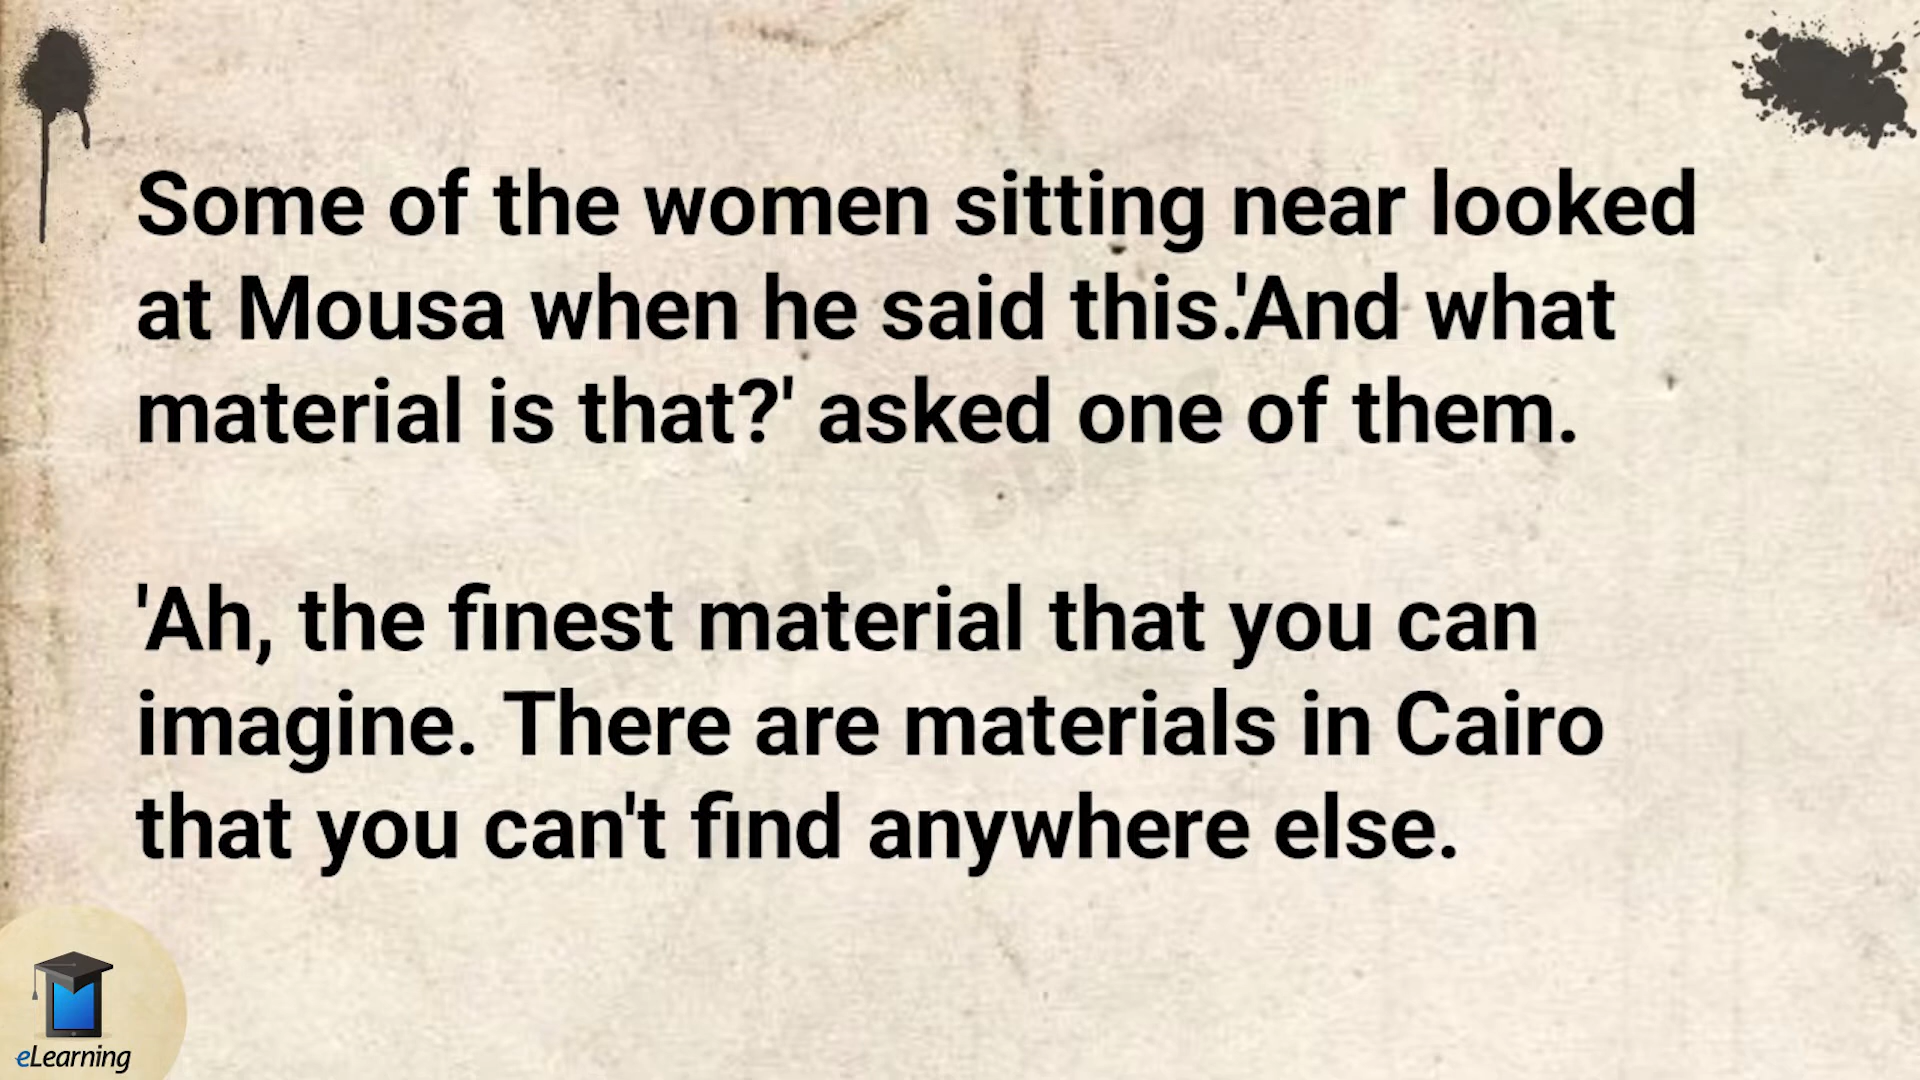 Some of the women sitting near looked
at Mousa when he said this.'And what
material is that?' asked one of them.
'Ah, the finest material that you can
imagine. There are materials in Cairo
that you can't find anywhere else.
eLearning